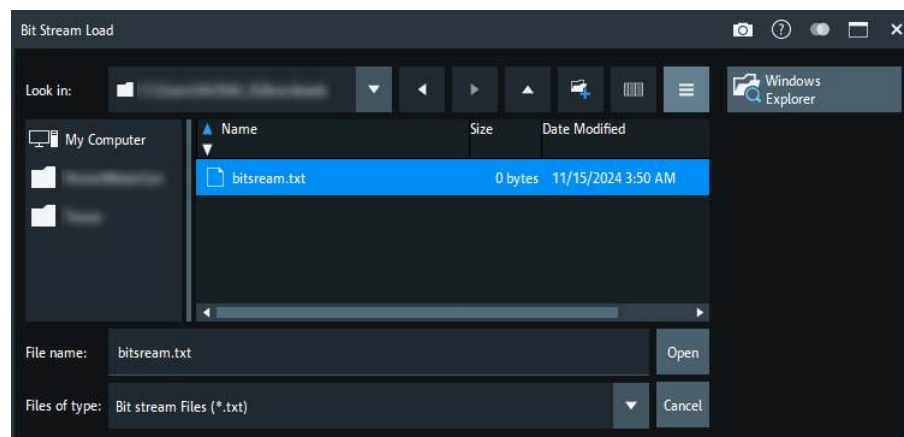 Bit Stream Load
Look in:
Windows
Explorer
My Computer
Name Size Date Modified
bitsream.txt 0 bytes 11/15/2024 3:50 AM
File name: bitsream.txt Open
Files of type: Bit stream Files (*.txt) Cancel